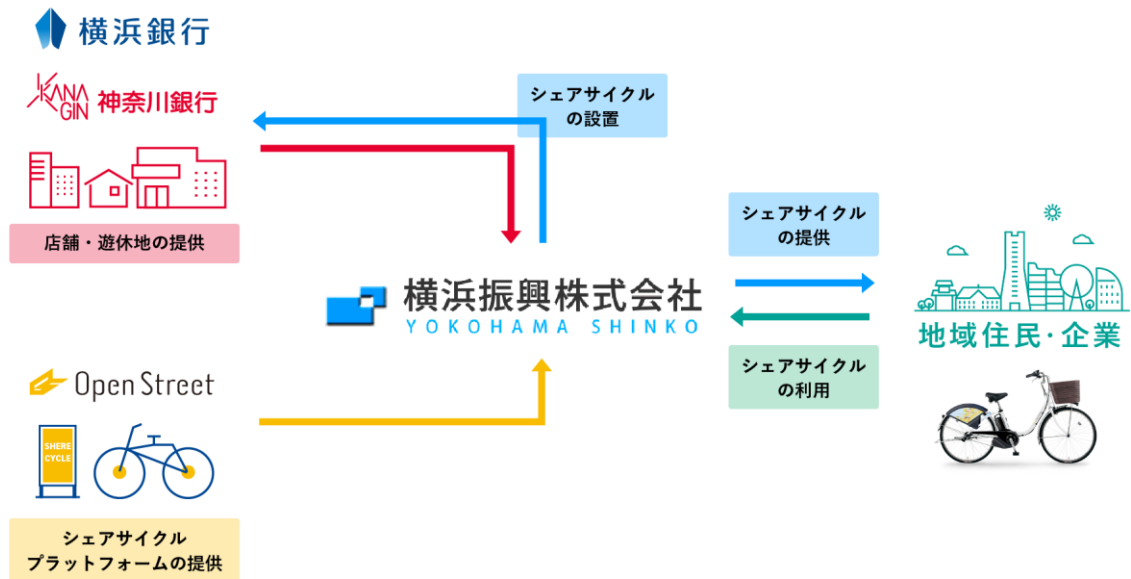 横浜銀行
KANAGIN 神奈川銀行
店舗・遊休地の提供
シェアサイクル
の設置
横浜振興株式会社
YOKOHAMA SHINKO
シェアサイクル
の提供
シェアサイクル
の利用
地域住民・企業
OpenStreet
SHERE
CYCLE
シェアサイクル
プラットフォームの提供